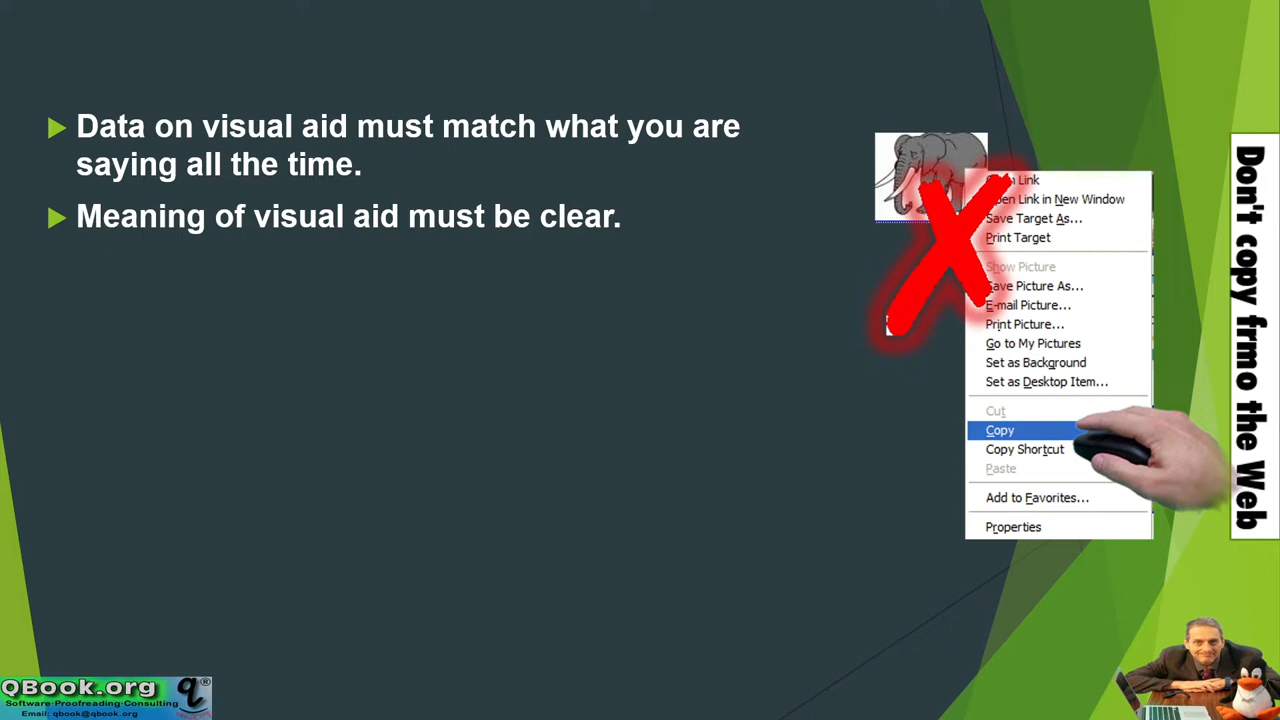 Data on visual aid must match what you are
saying all the time.
Meaning of visual aid must be clear.
Link
Open Link in New Window
Save Target As...
Print Target
Show Picture
Save Picture As...
E-mail Picture...
Print Picture...
Go to My Pictures
Set as Background
Set as Desktop Item...
Cut
Copy
Copy Shortcut
Paste
Add to Favorites...
Properties
Don't copy frmo the Web
QBook.org
Software·Proofreading·Consulting
Email: qbook@qbook.org